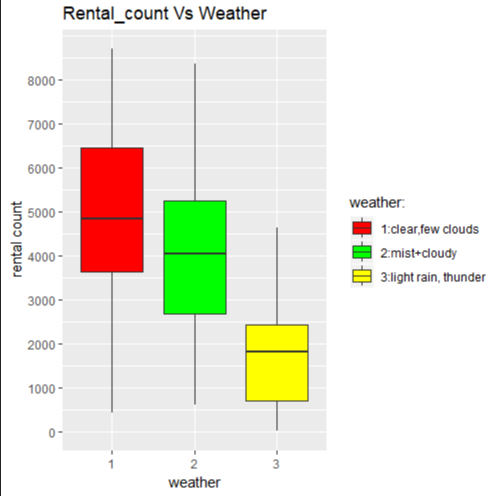 Rental_count Vs Weather
8000
7000
6000
5000
4000
3000
2000
1000
0
rental count
1 2 3
weather
weather:
1:clear,few clouds
2:mist+cloudy
3:light rain, thunder